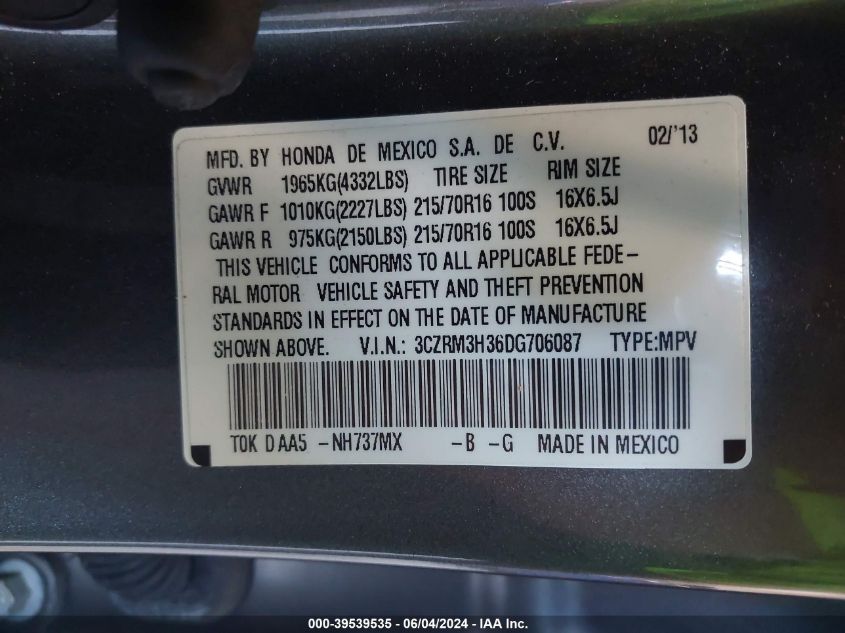 MFD. BY HONDA DE MEXICO S.A. DE C.V. 02/'13
GVWR 1965KG(4332LBS) TIRE SIZE RIM SIZE
GAWR F 1010KG(2227LBS) 215/70R16 100S 16X6.5J
GAWR R 975KG(2150LBS) 215/70R16 100S 16X6.5J
THIS VEHICLE CONFORMS TO ALL APPLICABLE FEDE-
RAL MOTOR VEHICLE SAFETY AND THEFT PREVENTION
STANDARDS IN EFFECT ON THE DATE OF MANUFACTURE
SHOWN ABOVE. V.I.N.: 3CZRM3H36DG706087 TYPE:MPV
T0K D AA5 -NH737MX -B -G MADE IN MEXICO
000-39539535 - 06/04/2024 - IAA Inc.